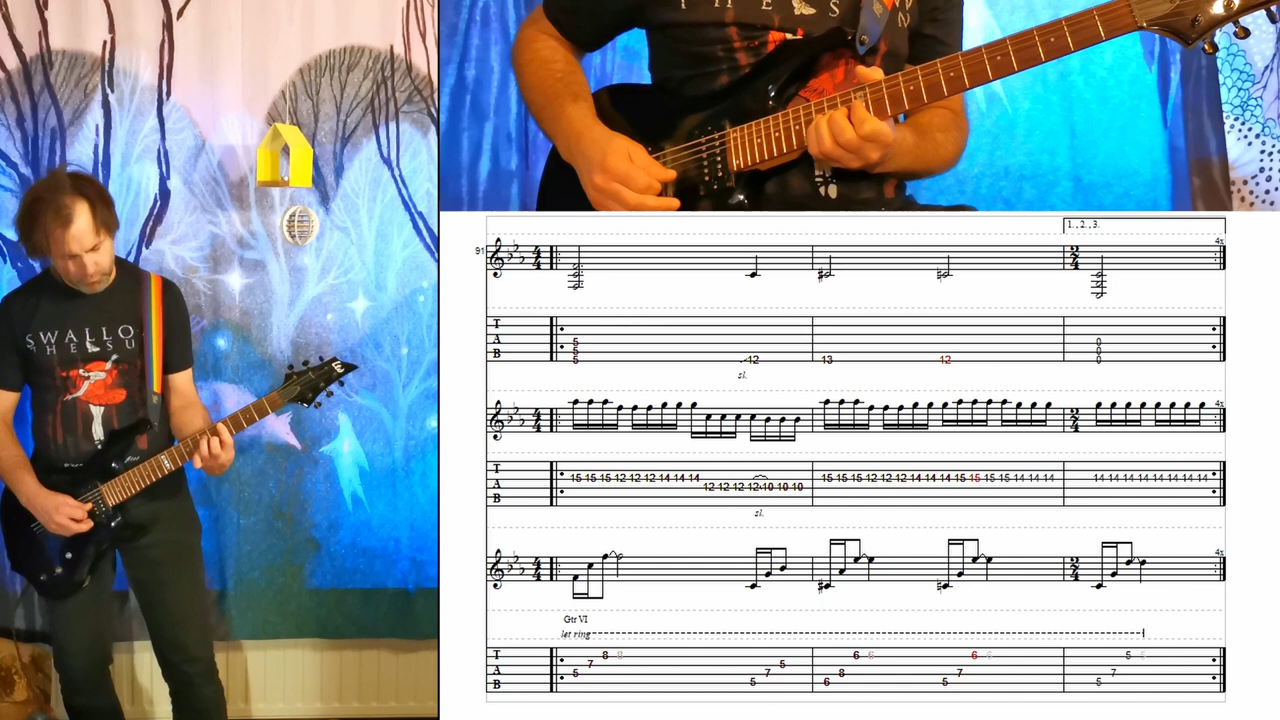 SWALLO
THE SU
T H E S
1., 2., 3.
91
4x
T 5 0
A 5 12 13 12 0
B 5 0
sl.
4x
T 15 15 15 12 12 12 14 14 14 15 15 15 12 12 12 14 14 14 15 15 15 15 14 14 14 14 14 14 14 14 14 14 14
A 12 12 12 12 10 10 10
B
sl.
4x
Gtr VI
let ring
T 8 8 6 6 6 6 5 5
A 5 7 7 5 8 7 7
B 5 6 5 5